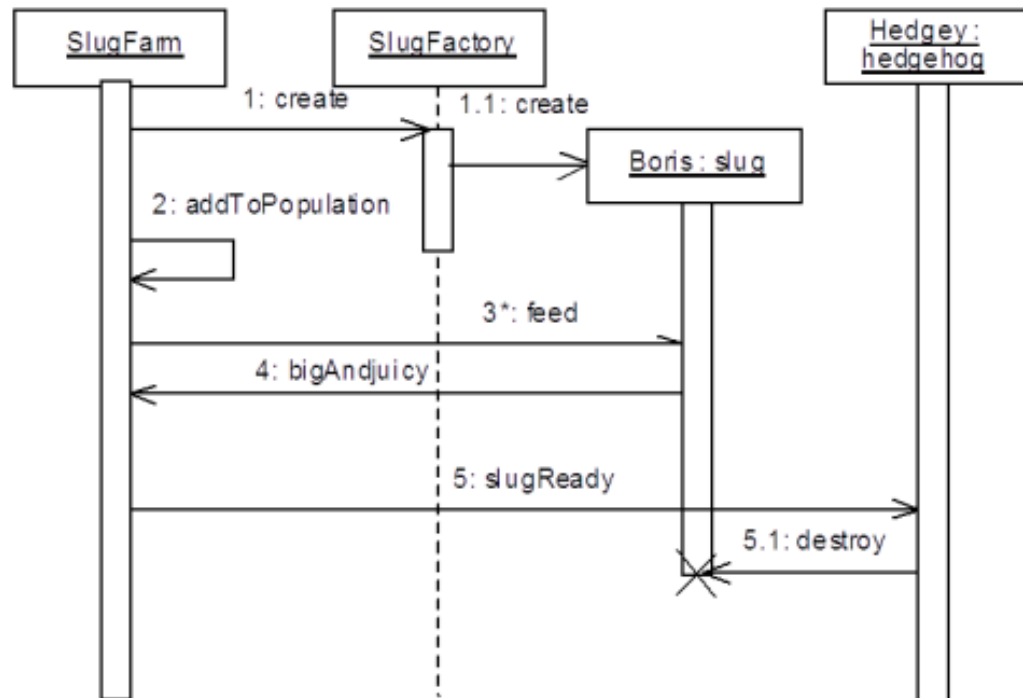 SlugFarm
SlugFactory
Hedgey :
hedgehog
1: create
1.1: create
Boris : slug
2: addToPopulation
3*: feed
4: bigAndjuicy
5: slugReady
5.1: destroy